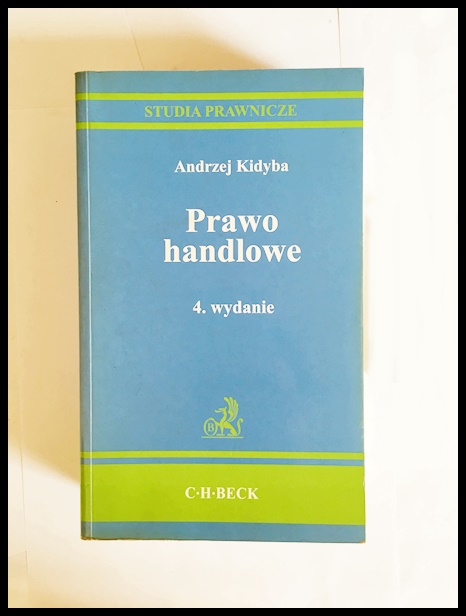 STUDIA PRAWNICZE
Andrzej Kidyba
Prawo
handlowe
4. wydanie
B
C·H·BECK